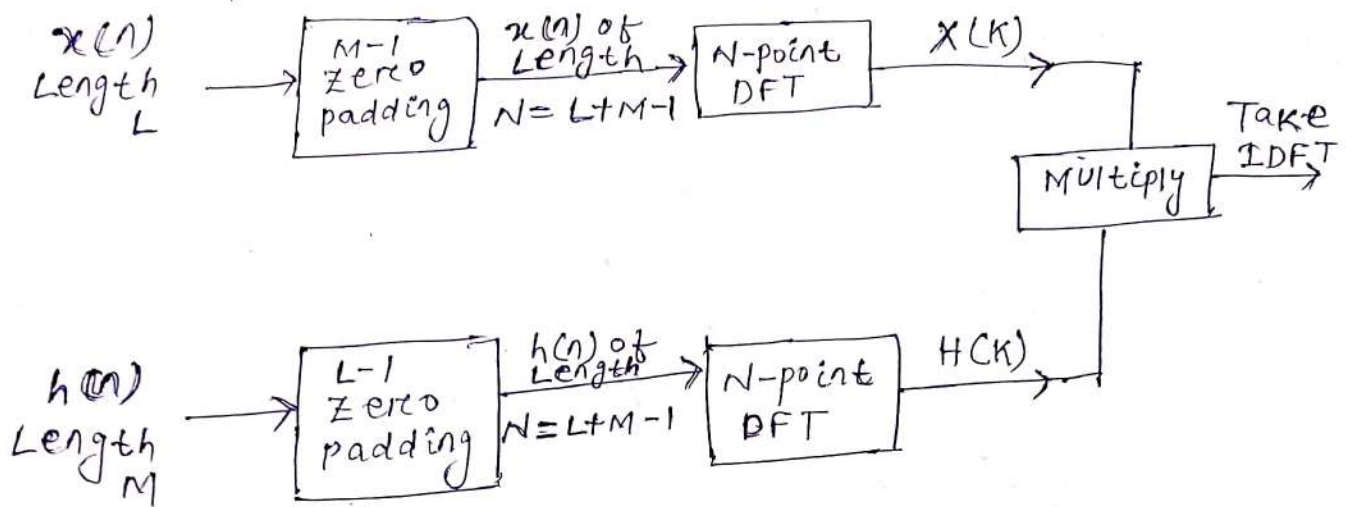 x(n)
Length
L
M-1
zero
padding
x(n) of
Length
N=L+M-1
N-point
DFT
X(K)
Multiply
Take
IDFT
h(n)
Length
M
L-1
zero
padding
h(n) of
Length
N=L+M-1
N-point
DFT
H(K)